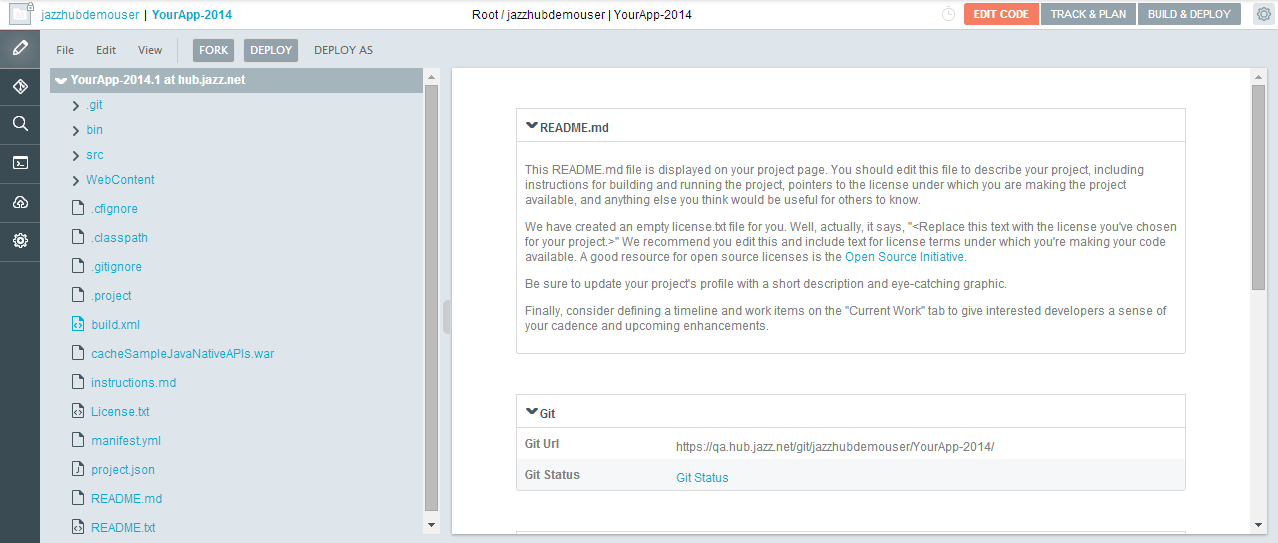 jazzhubdemouser | YourApp-2014
Root / jazzhubdemouser | YourApp-2014
EDIT CODE
TRACK & PLAN
BUILD & DEPLOY
File
Edit
View
FORK
DEPLOY
DEPLOY AS
YourApp-2014.1 at hub.jazz.net
.git
bin
src
WebContent
.cfignore
.classpath
.gitignore
.project
build.xml
cacheSampleJavaNativeAPIs.war
instructions.md
License.txt
manifest.yml
project.json
README.md
README.txt
README.md
This README.md file is displayed on your project page. You should edit this file to describe your project, including
instructions for building and running the project, pointers to the license under which you are making the project
available, and anything else you think would be useful for others to know.
We have created an empty license.txt file for you. Well, actually, it says, "<Replace this text with the license you've chosen
for your project.>" We recommend you edit this and include text for license terms under which you're making your code
available. A good resource for open source licenses is the Open Source Initiative.
Be sure to update your project's profile with a short description and eye-catching graphic.
Finally, consider defining a timeline and work items on the "Current Work" tab to give interested developers a sense of
your cadence and upcoming enhancements.
Git
Git Url
https://qa.hub.jazz.net/git/jazzhubdemouser/YourApp-2014/
Git Status
Git Status